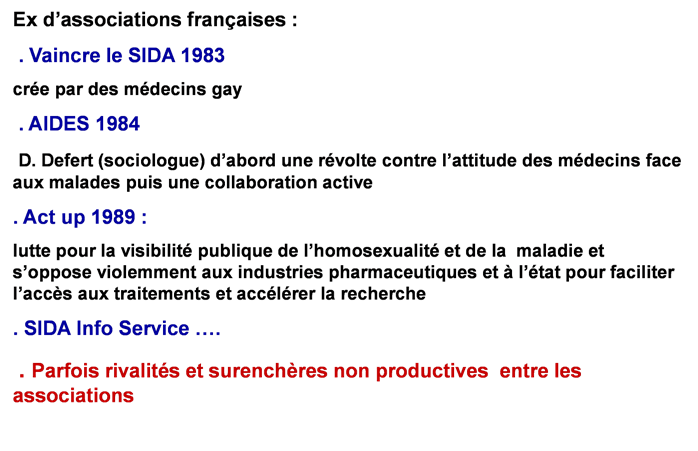 Ex d’associations françaises :
. Vaincre le SIDA 1983
crée par des médecins gay
. AIDES 1984
D. Defert (sociologue) d’abord une révolte contre l’attitude des médecins face
aux malades puis une collaboration active
. Act up 1989 :
lutte pour la visibilité publique de l’homosexualité et de la  maladie et
s’oppose violemment aux industries pharmaceutiques et à l’état pour faciliter
l’accès aux traitements et accélérer la recherche
. SIDA Info Service ….
. Parfois rivalités et surenchères non productives  entre les
associations